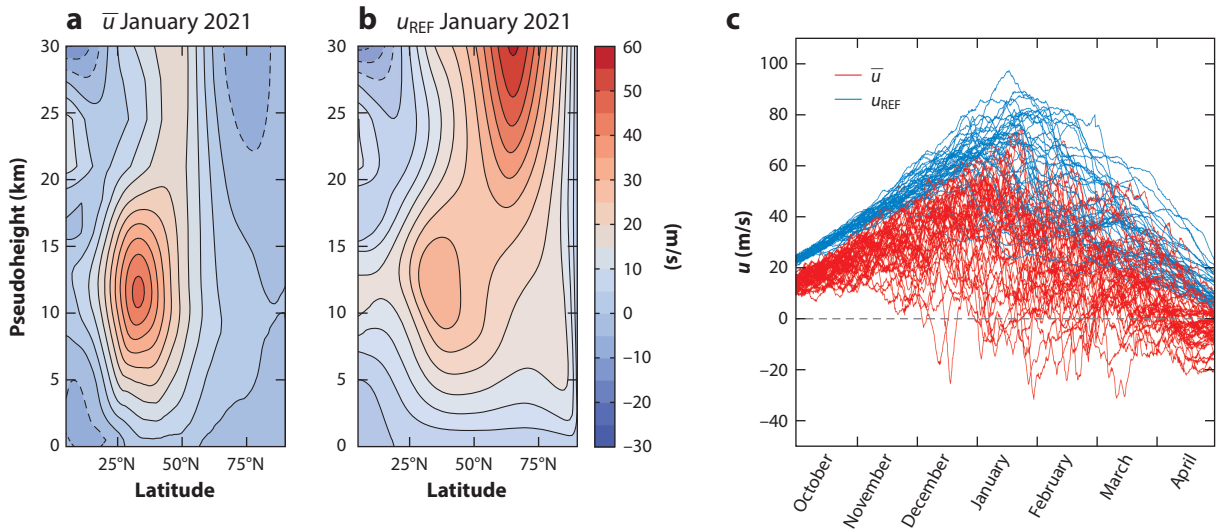 a ū January 2021
30
25
20
15
10
5
0
Pseudoheight (km)
25°N 50°N 75°N
Latitude
b u_REF January 2021
30
25
20
15
10
5
0
25°N 50°N 75°N
Latitude
60
50
40
30
20
10
0
–10
–20
–30
(m/s)
c
ū
u_REF
100
80
60
40
20
0
–20
–40
u (m/s)
October November December January February March April